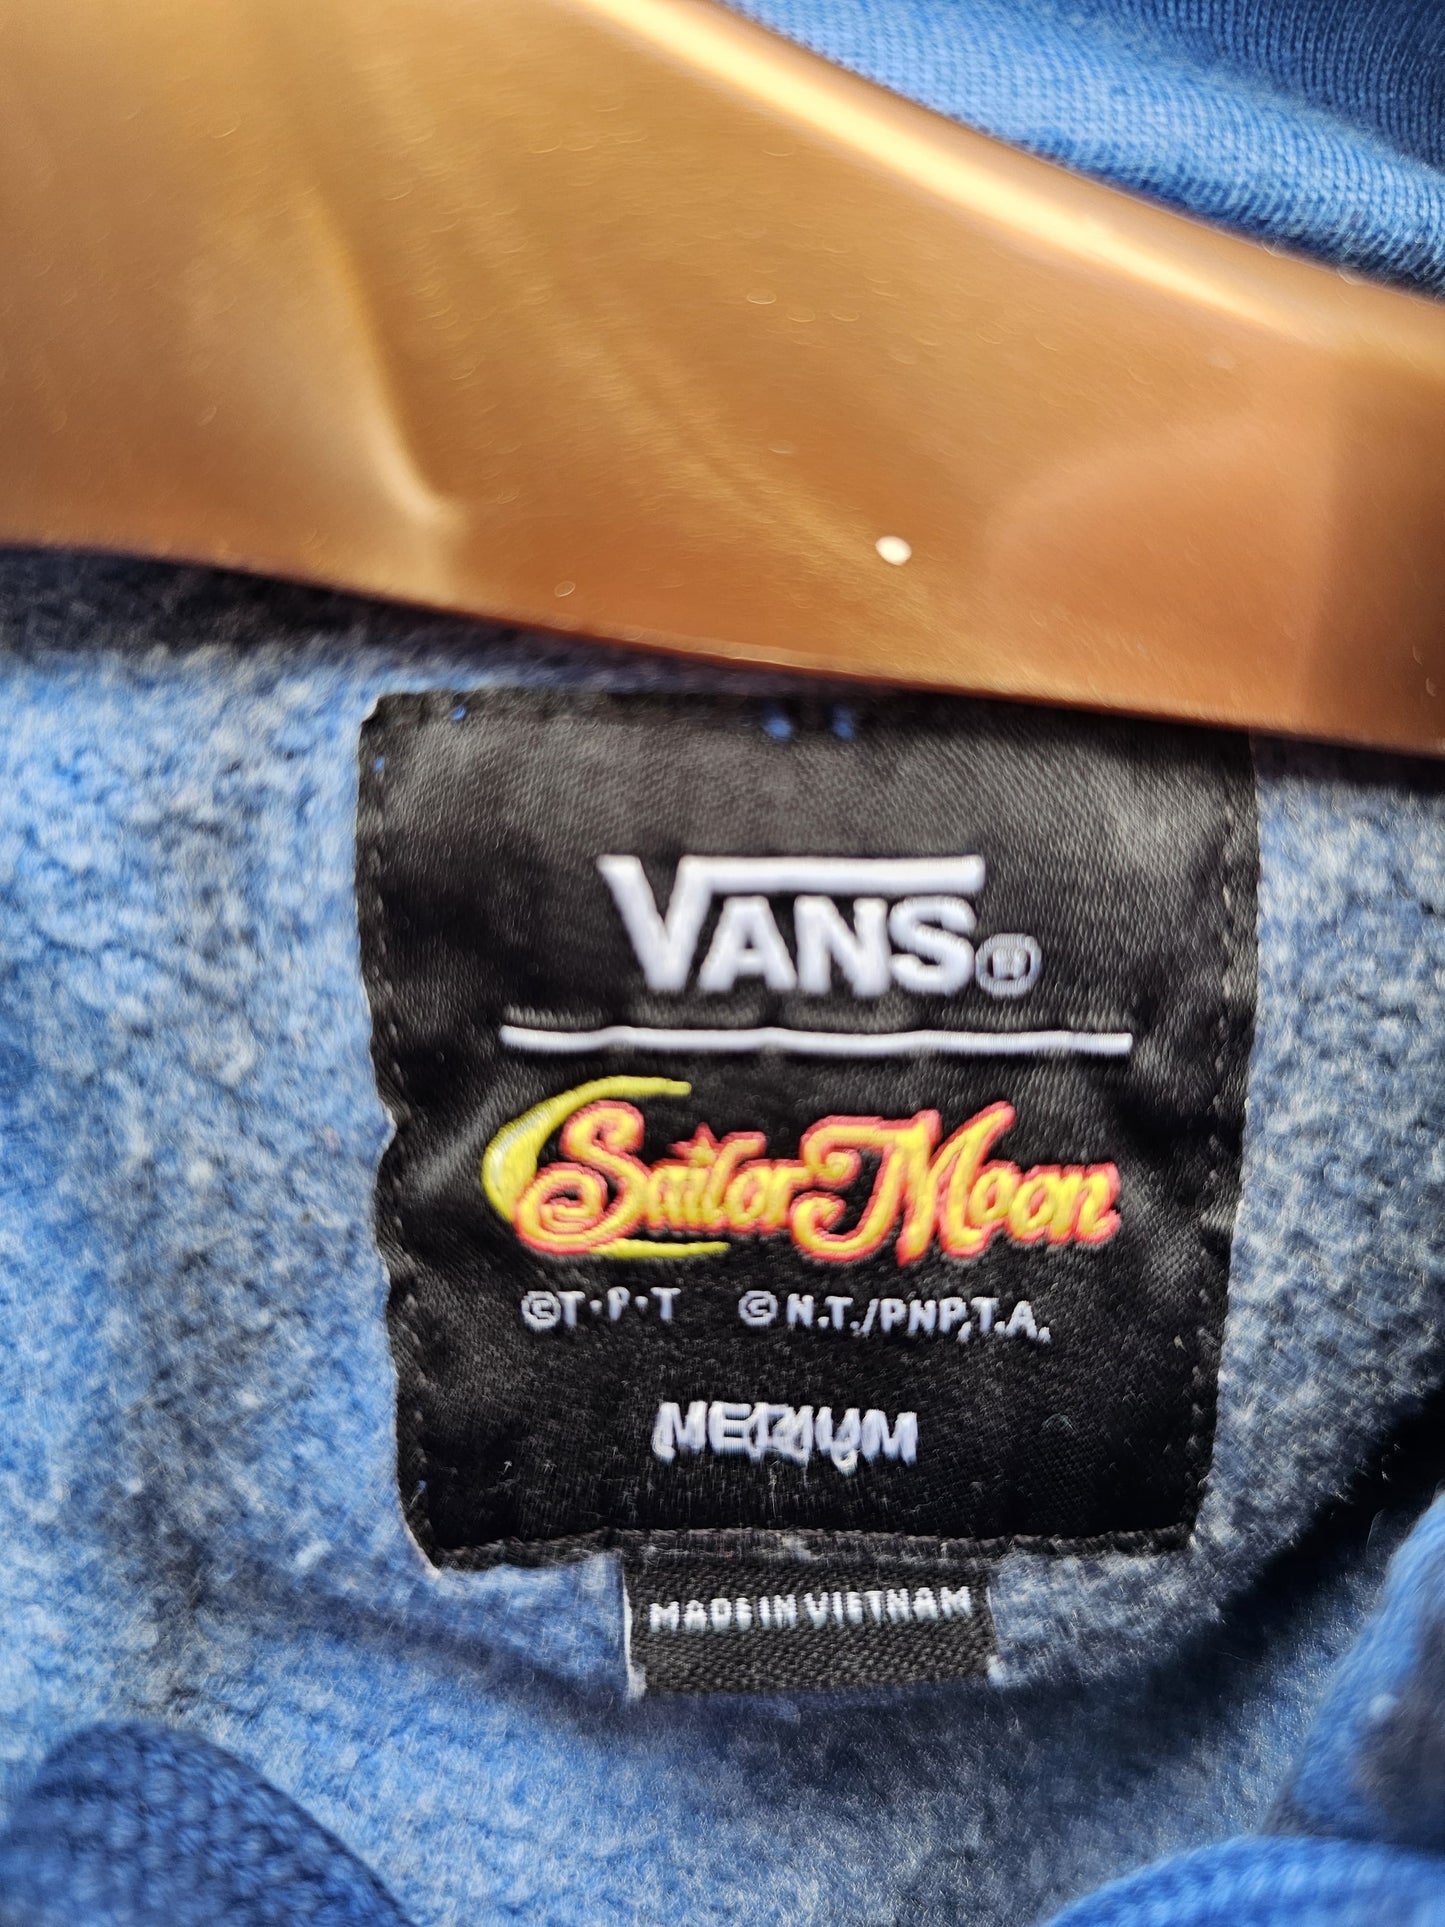 VANS®
Sailor Moon
©T·P·T ©N.T./PNP,T.A.
MEDIUM
MADE IN VIETNAM